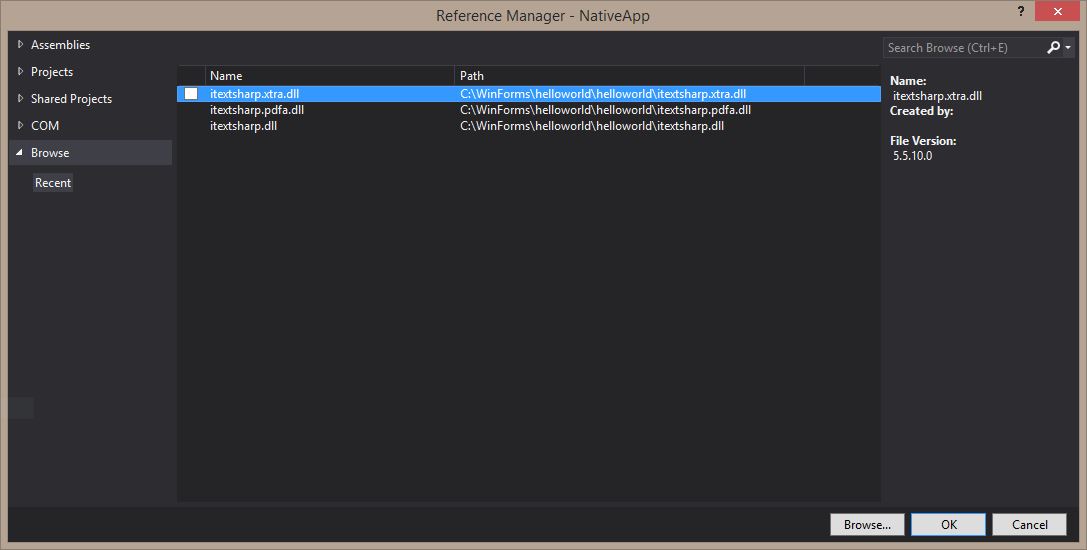 Reference Manager - NativeApp
?
Assemblies
Projects
Shared Projects
COM
Browse
Recent
Name Path
itextsharp.xtra.dll C:\WinForms\helloworld\helloworld\itextsharp.xtra.dll
itextsharp.pdfa.dll C:\WinForms\helloworld\helloworld\itextsharp.pdfa.dll
itextsharp.dll C:\WinForms\helloworld\helloworld\itextsharp.dll
Search Browse (Ctrl+E)
Name:
itextsharp.xtra.dll
Created by:
File Version:
5.5.10.0
Browse... OK Cancel